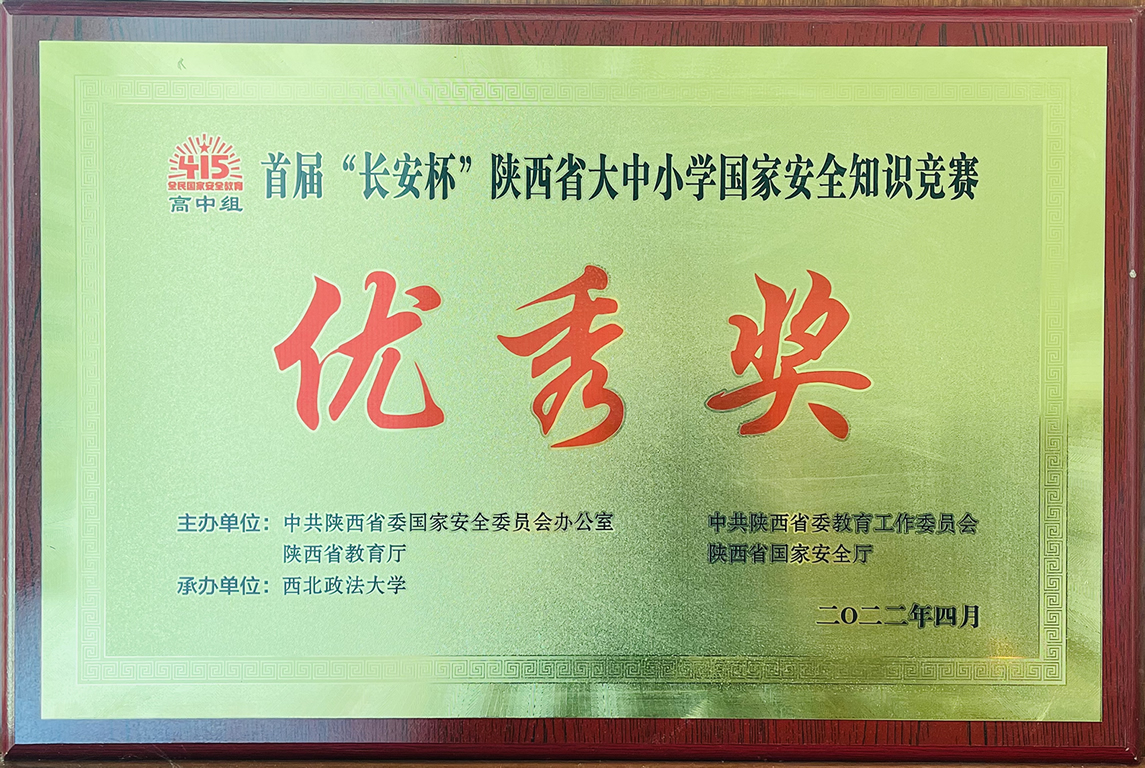 415
全民国家安全教育
高中组
首届“长安杯”陕西省大中小学国家安全知识竞赛
优秀奖
主办单位：中共陕西省委国家安全委员会办公室 中共陕西省委教育工作委员会
陕西省教育厅 陕西省国家安全厅
承办单位：西北政法大学
二〇二二年四月